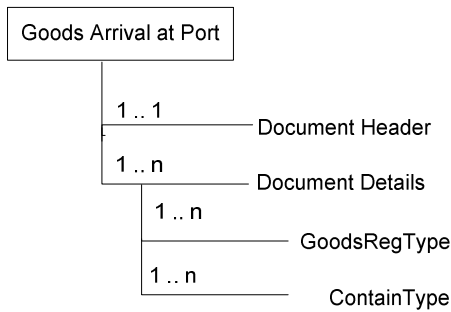 Goods Arrival at Port
1 .. 1
Document Header
1 .. n
Document Details
1 .. n
GoodsRegType
1 .. n
ContainType